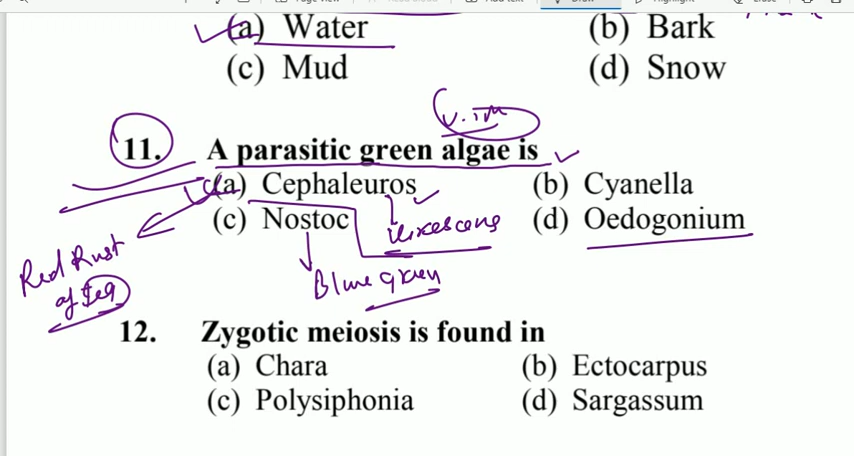 (a) Water (b) Bark
(c) Mud (d) Snow
V. Im
11. A parasitic green algae is
(a) Cephaleuros (b) Cyanella
(c) Nostoc (d) Oedogonium
Red Rust
of Tea
Blue green
12. Zygotic meiosis is found in
(a) Chara (b) Ectocarpus
(c) Polysiphonia (d) Sargassum